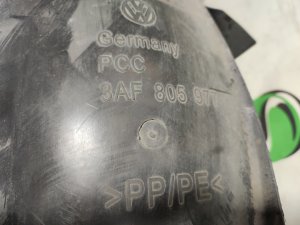 Germany
PCC
3AF 805 97
>PP/PE<